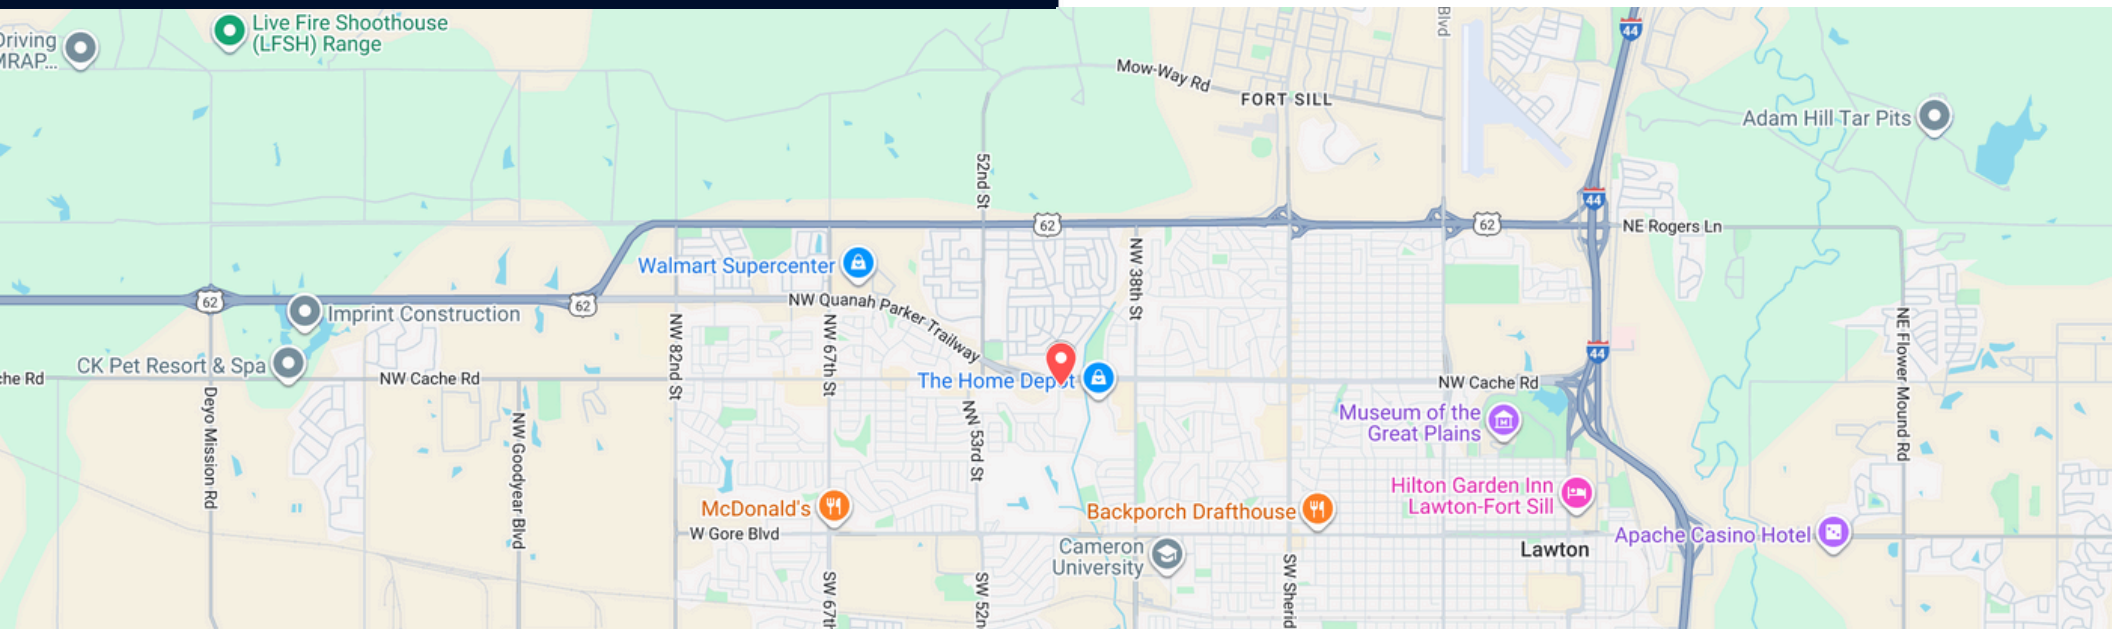 Live Fire Shoothouse
(LFSH) Range
Driving
MRAP...
Blvd
44
Mow-Way Rd
FORT SILL
Adam Hill Tar Pits
52nd St
44
62
62
NE Rogers Ln
Walmart Supercenter
NW 38th St
62
62
NW Quanah Parker Trailway
Imprint Construction
NW 82nd St
NW 67th St
NE Flower Mound Rd
44
CK Pet Resort & Spa
che Rd
NW Cache Rd
The Home Depot
NW Cache Rd
Deyo Mission Rd
NW Goodyear Blvd
NW 53rd St
Museum of the
Great Plains
McDonald's
Backporch Drafthouse
Hilton Garden Inn
Lawton-Fort Sill
W Gore Blvd
Cameron
University
Lawton
Apache Casino Hotel
SW 67th
SW 52n
SW Sherid